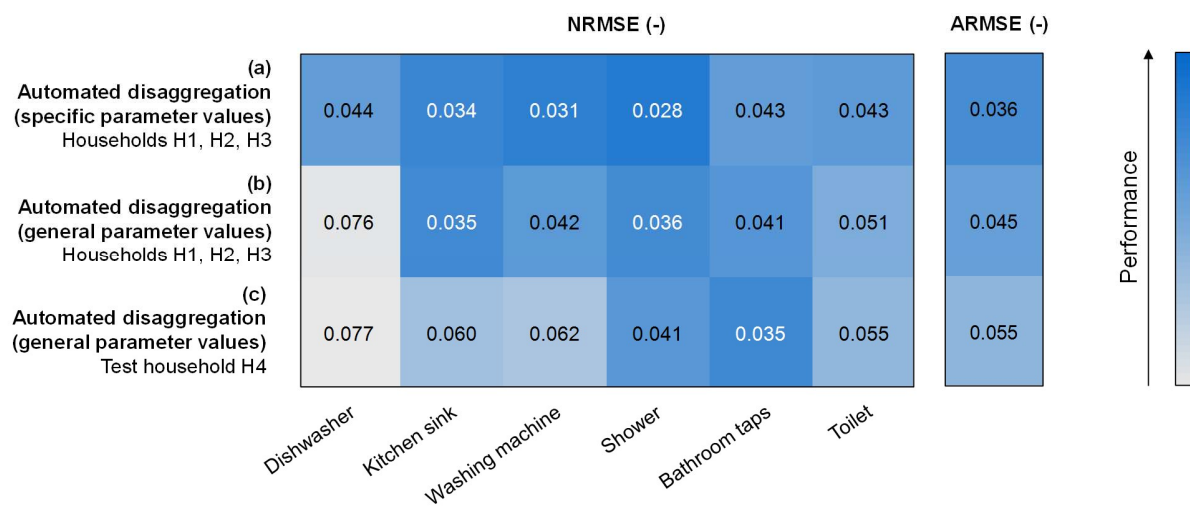 NRMSE (-)
ARMSE (-)
(a)
Automated disaggregation
(specific parameter values)
Households H1, H2, H3
0.044 0.034 0.031 0.028 0.043 0.043 0.036
(b)
Automated disaggregation
(general parameter values)
Households H1, H2, H3
0.076 0.035 0.042 0.036 0.041 0.051 0.045
(c)
Automated disaggregation
(general parameter values)
Test household H4
0.077 0.060 0.062 0.041 0.035 0.055 0.055
Dishwasher
Kitchen sink
Washing machine
Shower
Bathroom taps
Toilet
Performance